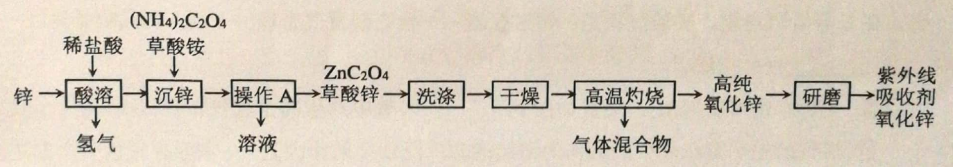 (NH4)2C2O4
稀盐酸 草酸铵
锌 酸溶 沉锌 操作 A ZnC2O4 草酸锌 洗涤 干燥 高温灼烧 高纯 氧化锌 研磨 紫外线 吸收剂 氧化锌
氢气 溶液 气体混合物